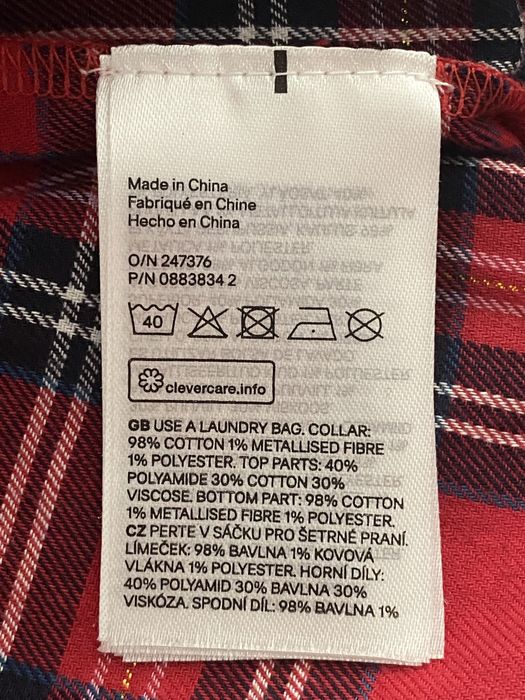 Made in China
Fabriqué en Chine
Hecho en China
O/N 247376
P/N 0883834 2
40
clevercare.info
GB USE A LAUNDRY BAG. COLLAR:
98% COTTON 1% METALLISED FIBRE
1% POLYESTER. TOP PARTS: 40%
POLYAMIDE 30% COTTON 30%
VISCOSE. BOTTOM PART: 98% COTTON
1% METALLISED FIBRE 1% POLYESTER.
CZ PERTE V SÁČKU PRO ŠETRNÉ PRANÍ.
LÍMEČEK: 98% BAVLNA 1% KOVOVÁ
VLÁKNA 1% POLYESTER. HORNÍ DÍLY:
40% POLYAMID 30% BAVLNA 30%
VISKÓZA. SPODNÍ DÍL: 98% BAVLNA 1%